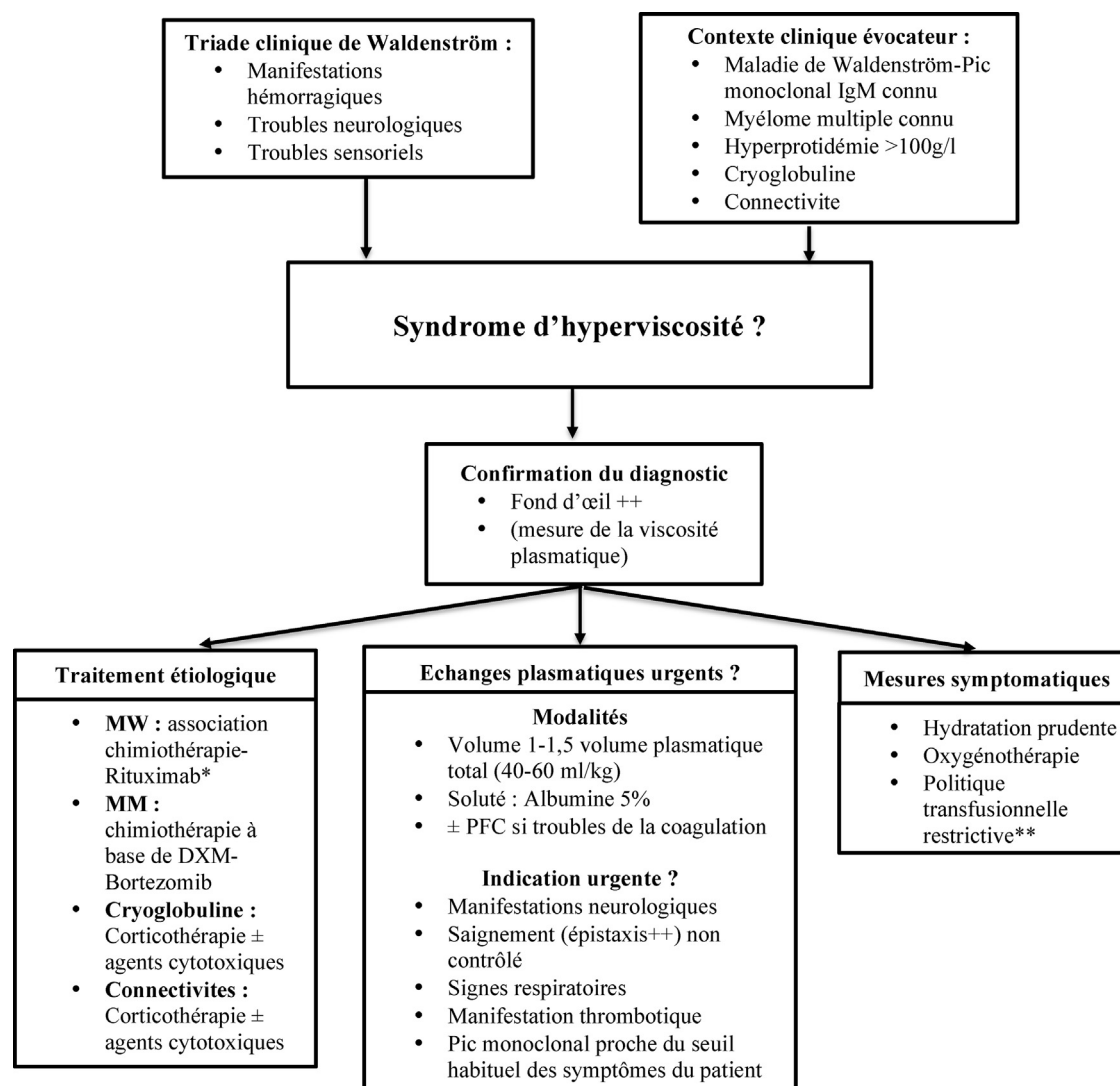 Triade clinique de Waldenström :
• Manifestations
hémorragiques
• Troubles neurologiques
• Troubles sensoriels
Contexte clinique évocateur :
• Maladie de Waldenström-Pic
monoclonal IgM connu
• Myélome multiple connu
• Hyperprotidémie >100g/l
• Cryoglobuline
• Connectivite
Syndrome d’hyperviscosité ?
Confirmation du diagnostic
• Fond d’œil ++
• (mesure de la viscosité
plasmatique)
Traitement étiologique
• MW : association
chimiothérapie-
Rituximab*
• MM :
chimiothérapie à
base de DXM-
Bortezomib
• Cryoglobuline :
Corticothérapie ±
agents cytotoxiques
• Connectivites :
Corticothérapie ±
agents cytotoxiques
Echanges plasmatiques urgents ?
Modalités
• Volume 1-1,5 volume plasmatique
total (40-60 ml/kg)
• Soluté : Albumine 5%
• ± PFC si troubles de la coagulation
Indication urgente ?
• Manifestations neurologiques
• Saignement (épistaxis++) non
contrôlé
• Signes respiratoires
• Manifestation thrombotique
• Pic monoclonal proche du seuil
habituel des symptômes du patient
Mesures symptomatiques
• Hydratation prudente
• Oxygénothérapie
• Politique
transfusionnelle
restrictive**